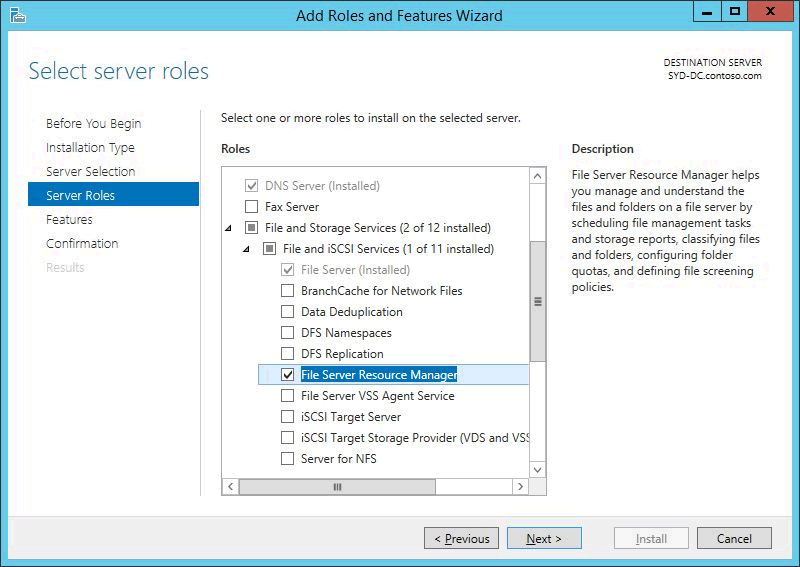 Add Roles and Features Wizard
Select server roles
DESTINATION SERVER
SYD-DC.contoso.com
Before You Begin
Installation Type
Server Selection
Server Roles
Features
Confirmation
Results
Select one or more roles to install on the selected server.
Roles
DNS Server (Installed)
Fax Server
File and Storage Services (2 of 12 installed)
File and iSCSI Services (1 of 11 installed)
File Server (Installed)
BranchCache for Network Files
Data Deduplication
DFS Namespaces
DFS Replication
File Server Resource Manager
File Server VSS Agent Service
iSCSI Target Server
iSCSI Target Storage Provider (VDS and VSS
Server for NFS
Description
File Server Resource Manager helps
you manage and understand the
files and folders on a file server by
scheduling file management tasks
and storage reports, classifying files
and folders, configuring folder
quotas, and defining file screening
policies.
< Previous
Next >
Install
Cancel